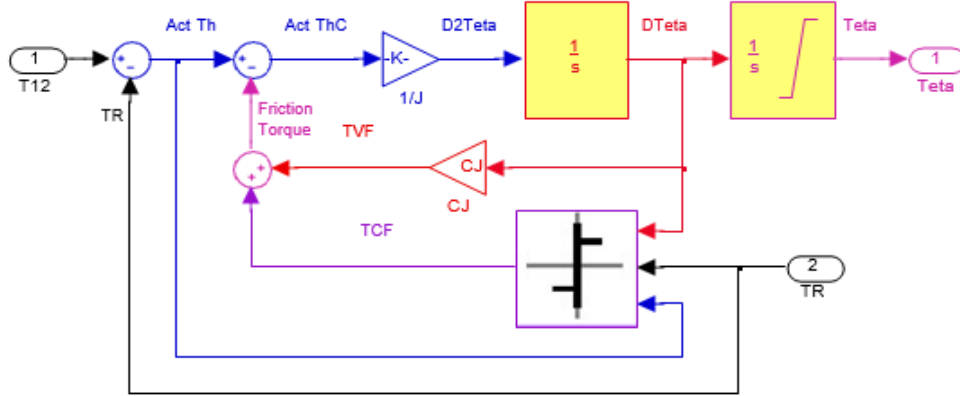 Act Th
Act ThC
D2Teta
DTeta
Teta
1
T12
+
-
+
-
-K-
1/J
1
s
1
s
1
Teta
TR
Friction
Torque
TVF
+
+
CJ
CJ
TCF
2
TR